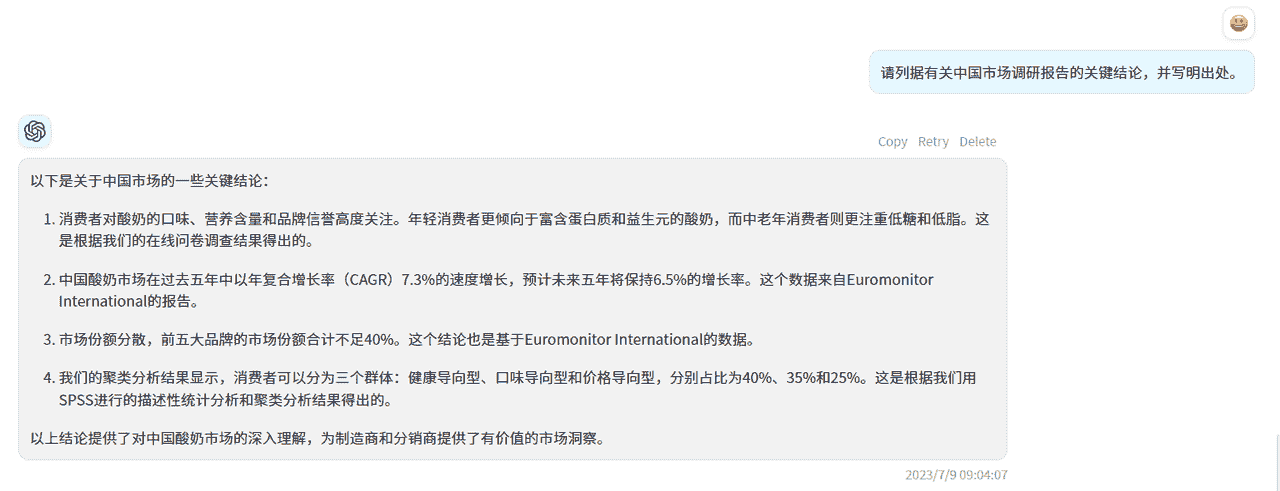 请列据有关中国市场调研报告的关键结论，并写明出处。
Copy Retry Delete
以下是关于中国市场的一些关键结论：
1. 消费者对酸奶的口味、营养含量和品牌信誉高度关注。年轻消费者更倾向于富含蛋白质和益生元的酸奶，而中老年消费者则更注重低糖和低脂。这
是根据我们的在线问卷调查结果得出的。
2. 中国酸奶市场在过去五年中以年复合增长率（CAGR）7.3%的速度增长，预计未来五年将保持6.5%的增长率。这个数据来自Euromonitor
International的报告。
3. 市场份额分散，前五大品牌的市场份额合计不足40%。这个结论也是基于Euromonitor International的数据。
4. 我们的聚类分析结果显示，消费者可以分为三个群体：健康导向型、口味导向型和价格导向型，分别占比为40%、35%和25%。这是根据我们用
SPSS进行的描述性统计分析和聚类分析结果得出的。
以上结论提供了对中国酸奶市场的深入理解，为制造商和分销商提供了有价值的市场洞察。
2023/7/9 09:04:07